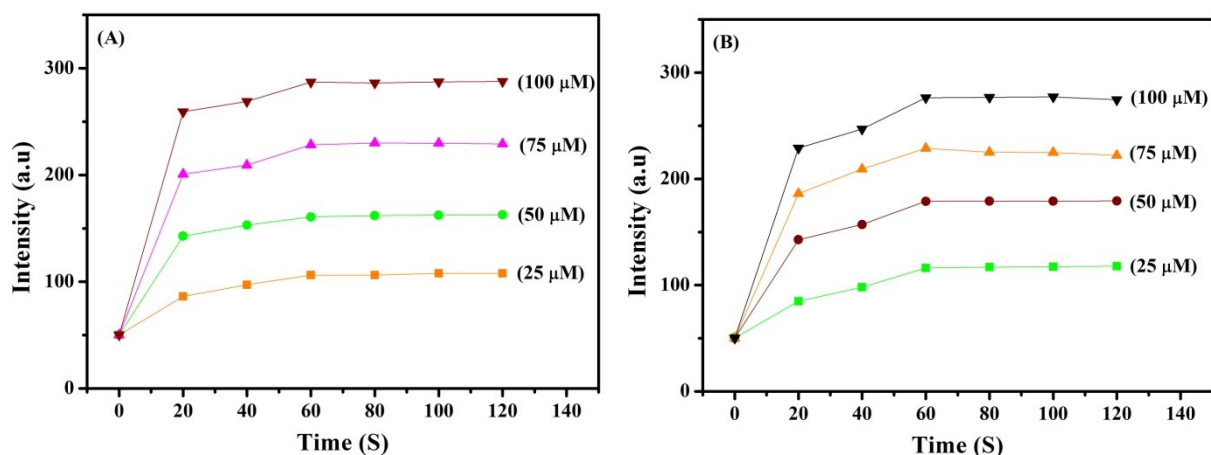 (A)
Intensity (a.u)
300
200
100
0
(100 μM)
(75 μM)
(50 μM)
(25 μM)
0 20 40 60 80 100 120 140
Time (S)
(B)
Intensity (a.u)
300
200
100
0
(100 μM)
(75 μM)
(50 μM)
(25 μM)
0 20 40 60 80 100 120 140
Time (S)